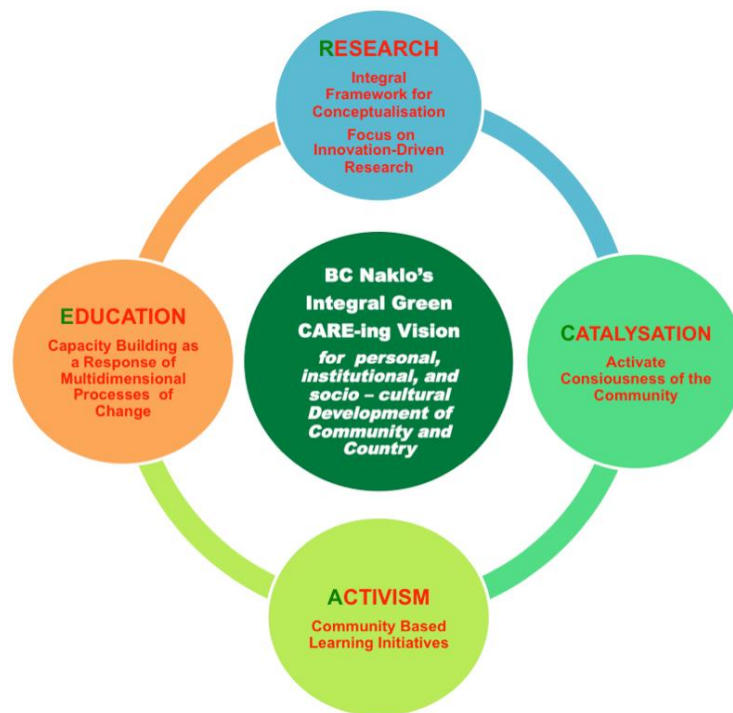 RESEARCH
Integral
Framework for
Conceptualisation
Focus on
Innovation-Driven
Research
EDUCATION
Capacity Building as
a Response of
Multidimensional
Processes of
Change
BC Naklo's
Integral Green
CARE-ing Vision
for personal,
institutional, and
socio – cultural
Development of
Community and
Country
CATALYSATION
Activate
Consiousness of the
Community
ACTIVISM
Community Based
Learning Initiatives